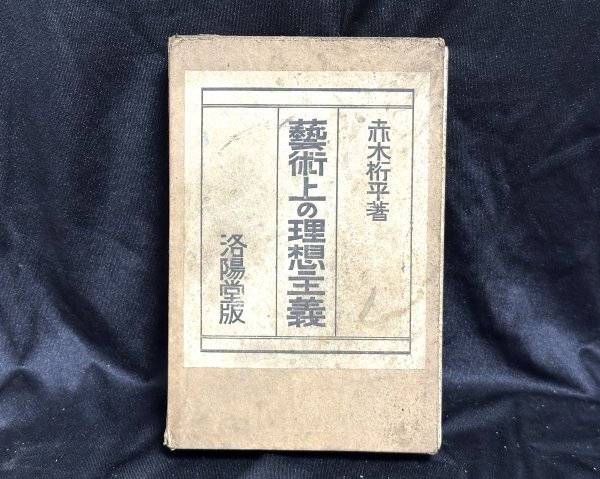 赤木桁平著
藝術上の理想主義
洛陽堂版